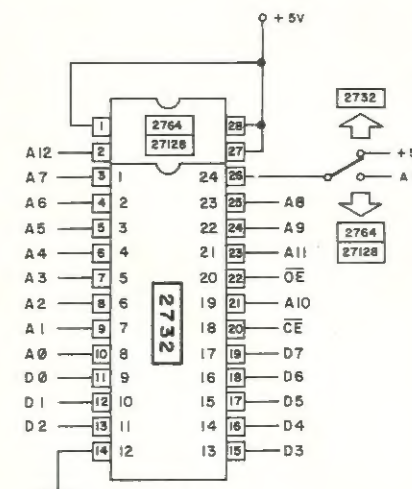 + 5V
2732
1 2764 28
27128
A12 2 27
A7 3 1 24 26 +5
A
A6 4 2 23 25 A8
2764
27128
A5 5 3 22 24 A9
A4 6 4 21 23 A11
A3 7 5 20 22 OE
A2 8 6 2732 19 21 A10
A1 9 7 18 20 CE
A0 10 8 17 19 D7
D0 11 9 16 18 D6
D1 12 10 15 17 D5
D2 13 11 14 16 D4
14 12 13 15 D3